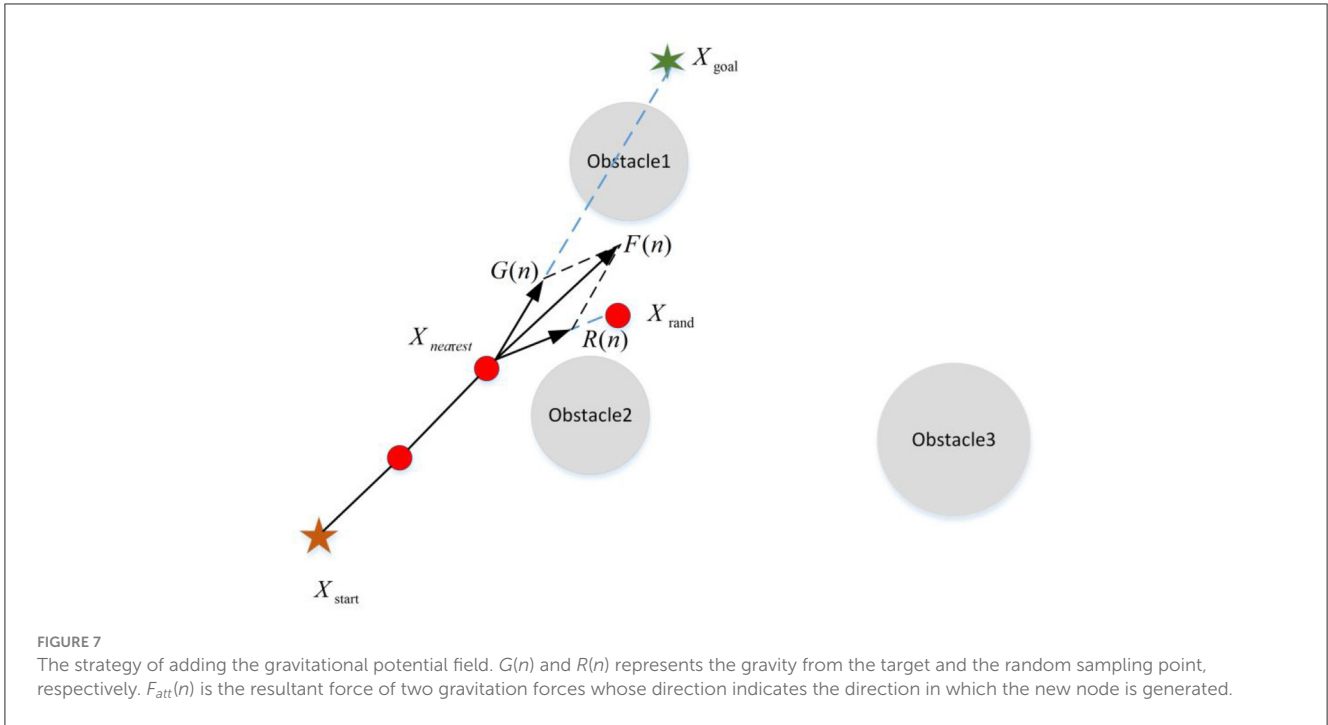 X goal
Obstacle1
F(n)
G(n)
X rand
X nearest
R(n)
Obstacle2
Obstacle3
X start
FIGURE 7
The strategy of adding the gravitational potential field. G(n) and R(n) represents the gravity from the target and the random sampling point,
respectively. Fatt(n) is the resultant force of two gravitation forces whose direction indicates the direction in which the new node is generated.